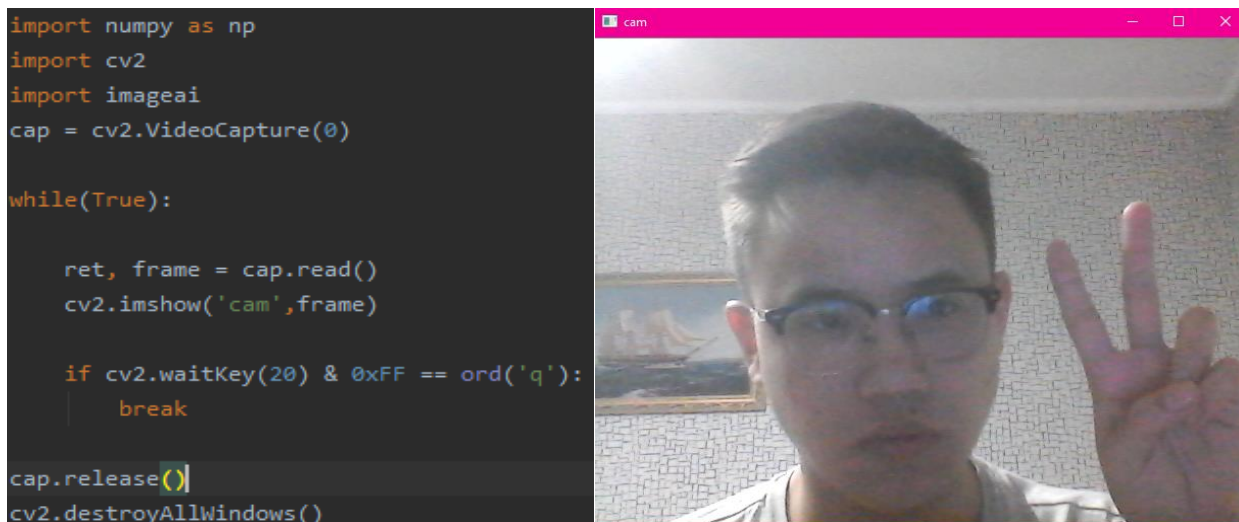 import numpy as np
import cv2
import imageai
cap = cv2.VideoCapture(0)
while(True):
    ret, frame = cap.read()
    cv2.imshow('cam',frame)
    if cv2.waitKey(20) & 0xFF == ord('q'):
        break
cap.release()
cv2.destroyAllWindows()
cam